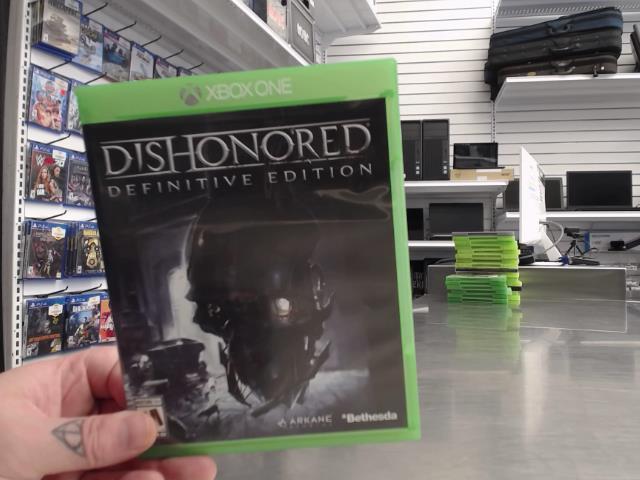 XBOX ONE
DISHONORED
DEFINITIVE EDITION
ARKANE
Bethesda